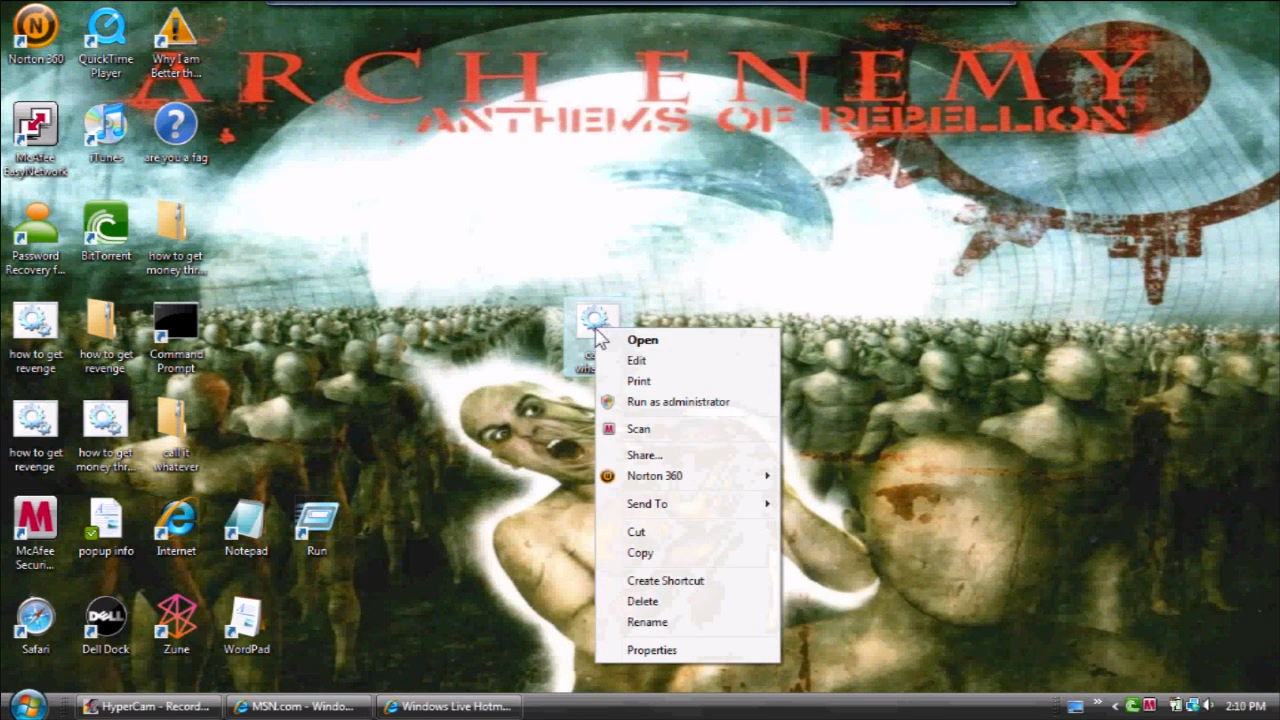 ARCH ENEMY
ANTHEMS OF REBELLION
Norton 360
QuickTime
Player
Why I am
Better th...
McAfee
EasyNetwork
iTunes
are you a fag
Password
Recovery f...
BitTorrent
how to get
money thr...
how to get
revenge
how to get
revenge
Command
Prompt
how to get
revenge
how to get
money thr...
call it
whatever
McAfee
Securi...
popup info
Internet
Notepad
Run
Safari
Dell Dock
Zune
WordPad
DELL
Open
Edit
Print
Run as administrator
Scan
Share...
Norton 360
Send To
Cut
Copy
Create Shortcut
Delete
Rename
Properties
HyperCam - Record...
MSN.com - Windo...
Windows Live Hotm...
2:10 PM